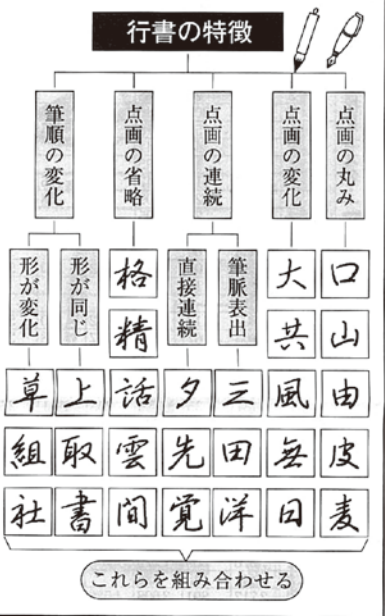 行書の特徴
点画の丸み
点画の変化
点画の連続
点画の省略
筆順の変化
筆脈表出
直接連続
形が同じ
形が変化
口
山
由
皮
麦
大
共
風
無
日
三
田
洋
夕
先
覚
格
精
話
雲
間
上
取
書
草
組
社
これらを組み合わせる